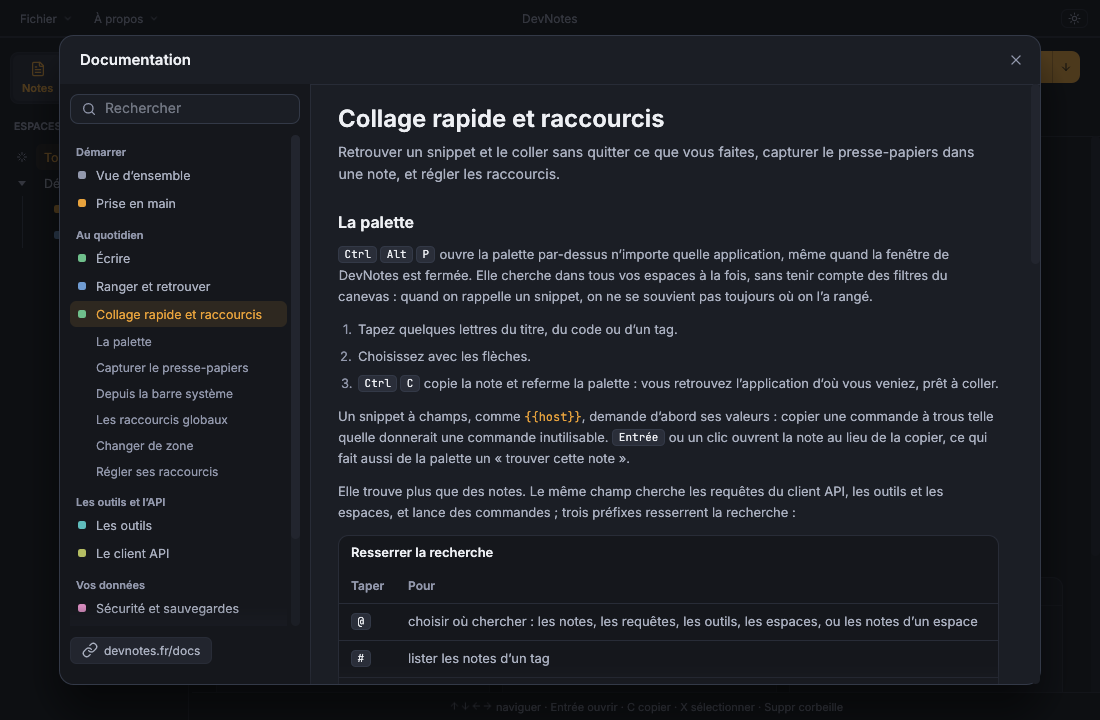 Fichier
À propos
DevNotes
Documentation
Notes
ESPACES
Rechercher
Démarrer
Vue d’ensemble
Prise en main
Au quotidien
Écrire
Ranger et retrouver
Collage rapide et raccourcis
La palette
Capturer le presse-papiers
Depuis la barre système
Les raccourcis globaux
Changer de zone
Régler ses raccourcis
Les outils et l’API
Les outils
Le client API
Vos données
Sécurité et sauvegardes
devnotes.fr/docs
Collage rapide et raccourcis
Retrouver un snippet et le coller sans quitter ce que vous faites, capturer le presse-papiers dans
une note, et régler les raccourcis.
La palette
Ctrl Alt P ouvre la palette par-dessus n’importe quelle application, même quand la fenêtre de
DevNotes est fermée. Elle cherche dans tous vos espaces à la fois, sans tenir compte des filtres du
canevas : quand on rappelle un snippet, on ne se souvient pas toujours où on l’a rangé.
1. Tapez quelques lettres du titre, du code ou d’un tag.
2. Choisissez avec les flèches.
3. Ctrl C copie la note et referme la palette : vous retrouvez l’application d’où vous veniez, prêt à coller.
Un snippet à champs, comme {{host}}, demande d’abord ses valeurs : copier une commande à trous telle
quelle donnerait une commande inutilisable. Entrée ou un clic ouvrent la note au lieu de la copier, ce qui
fait aussi de la palette un « trouver cette note ».
Elle trouve plus que des notes. Le même champ cherche les requêtes du client API, les outils et les
espaces, et lance des commandes ; trois préfixes resserrent la recherche :
Resserrer la recherche
Taper Pour
@ choisir où chercher : les notes, les requêtes, les outils, les espaces, ou les notes d’un espace
# lister les notes d’un tag
↑ ↓ ← → naviguer · Entrée ouvrir · C copier · X sélectionner · Suppr corbeille